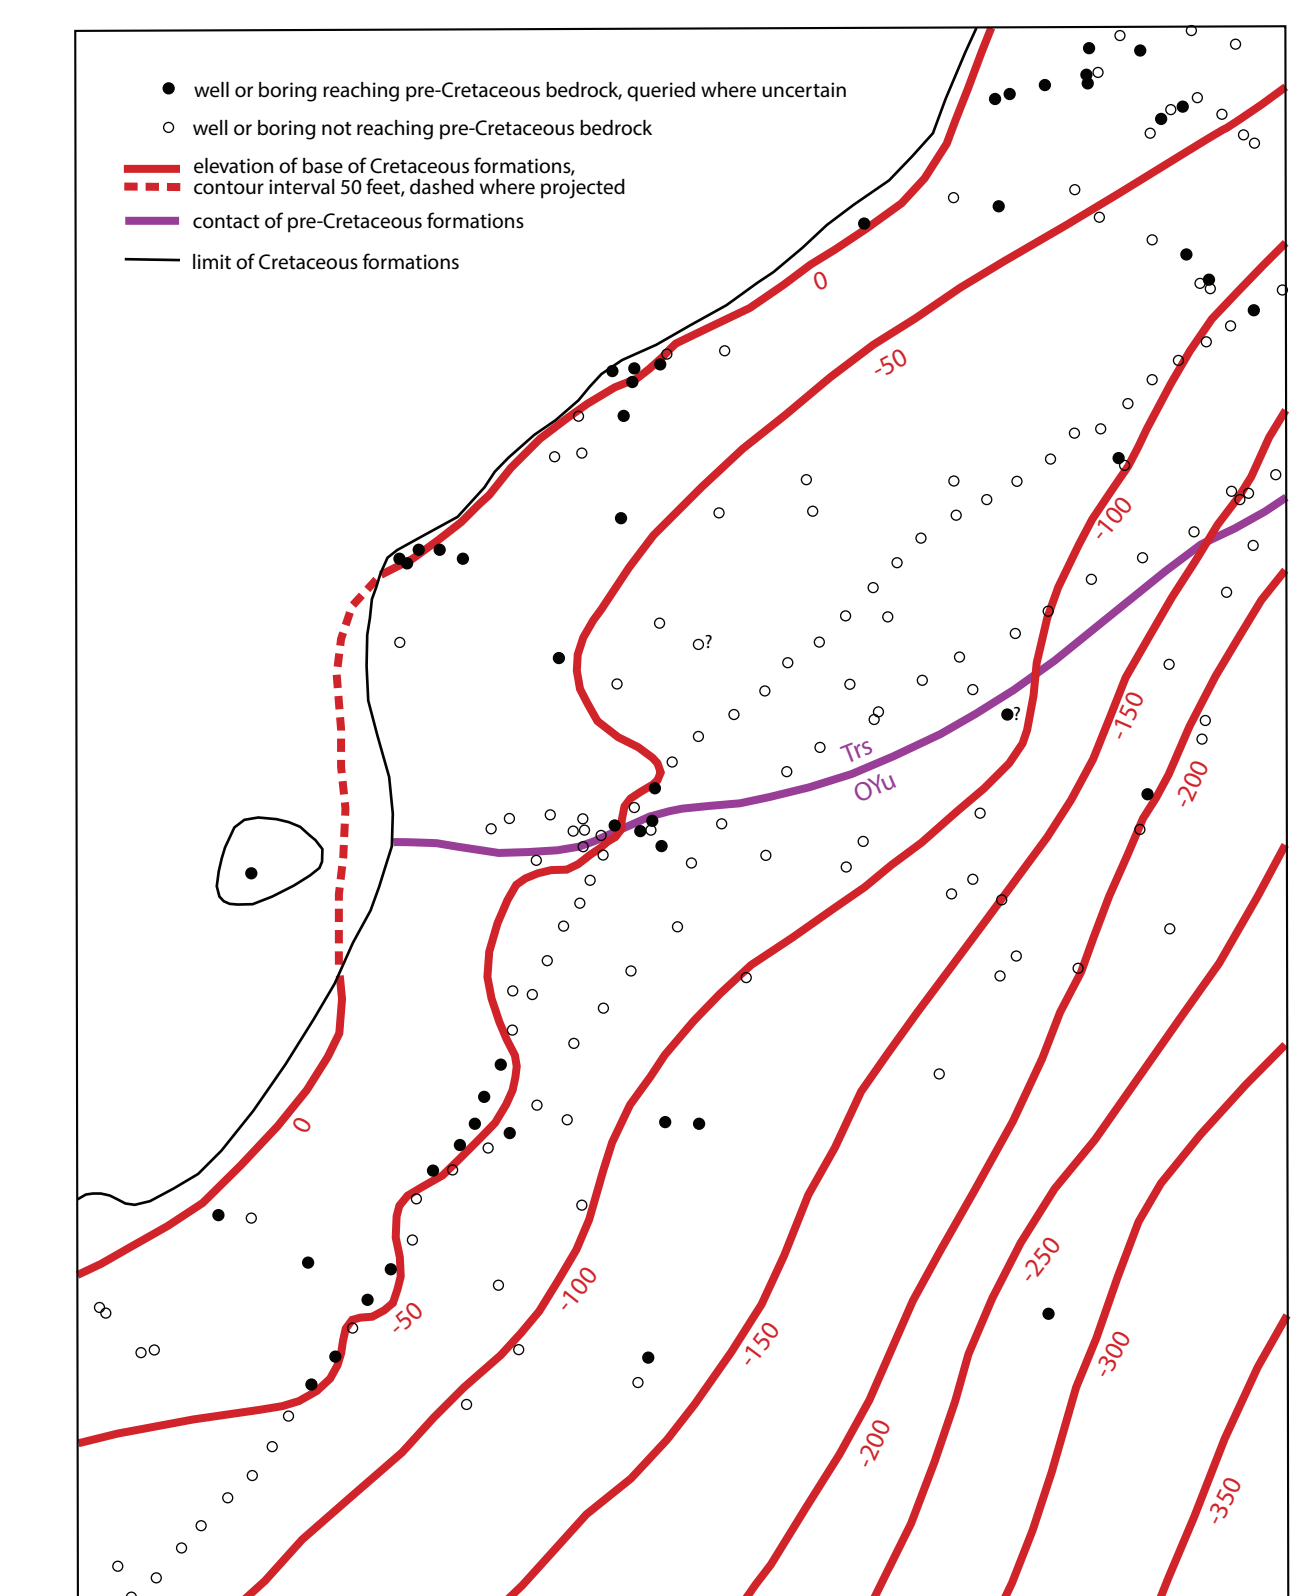 well or boring reaching pre-Cretaceous bedrock, queried where uncertain
well or boring not reaching pre-Cretaceous bedrock
elevation of base of Cretaceous formations,
contour interval 50 feet, dashed where projected
contact of pre-Cretaceous formations
limit of Cretaceous formations
0
-50
-100
?
?
-150
Trs
OYu
-200
0
-250
-100
-50
-150
-300
-200
-350